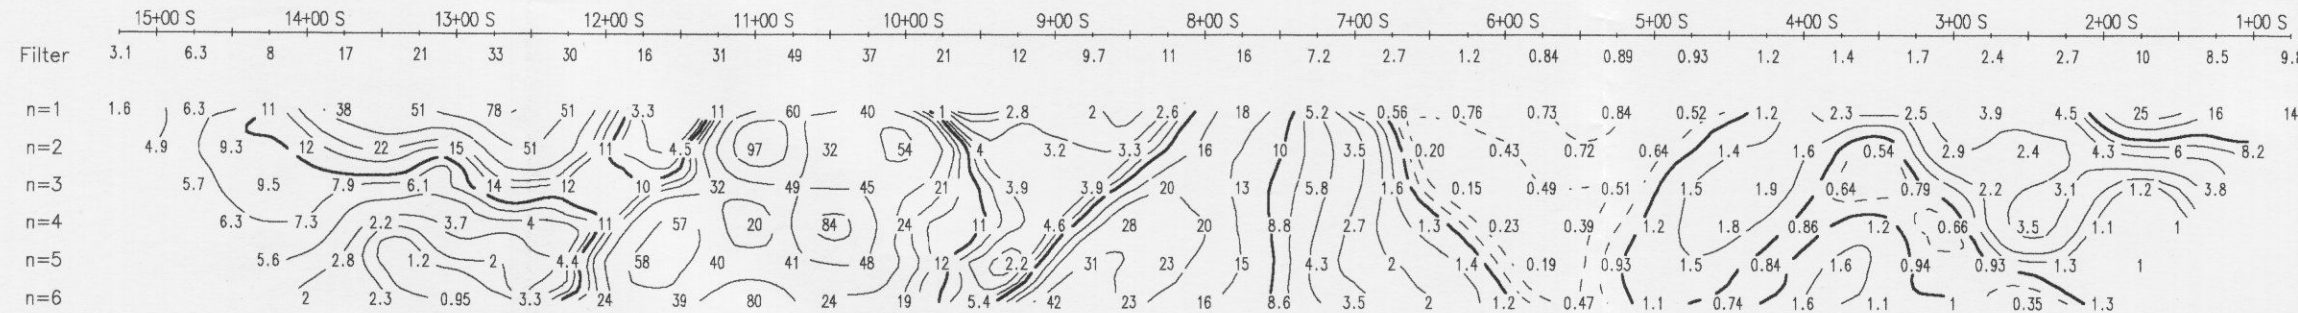 15+00 S 14+00 S 13+00 S 12+00 S 11+00 S 10+00 S 9+00 S 8+00 S 7+00 S 6+00 S 5+00 S 4+00 S 3+00 S 2+00 S 1+00 S
Filter 3.1 6.3 8 17 21 33 30 16 31 49 37 21 12 9.7 11 16 7.2 2.7 1.2 0.84 0.89 0.93 1.2 1.4 1.7 2.4 2.7 10 8.5 9.8
n=1 1.6 6.3 11 38 51 78 51 3.3 11 60 40 1 2.8 2 2.6 18 5.2 0.56 0.76 0.73 0.84 0.52 1.2 2.3 2.5 3.9 4.5 25 16 14
n=2 4.9 9.3 12 22 15 51 11 4.5 97 32 54 4 3.2 3.3 16 10 3.5 0.20 0.43 0.72 0.64 1.4 1.6 0.54 2.9 2.4 4.3 6 8.2
n=3 5.7 9.5 7.9 6.1 14 12 10 32 49 45 21 3.9 3.9 20 13 5.8 1.6 0.15 0.49 0.51 1.5 1.9 0.64 0.79 2.2 3.1 1.2 3.8
n=4 6.3 7.3 2.2 3.7 4 11 57 20 84 24 11 4.6 28 20 8.8 2.7 1.3 0.23 0.39 1.2 1.8 0.86 1.2 0.66 3.5 1.1 1
n=5 5.6 2.8 1.2 2 4.4 58 40 41 48 12 2.2 31 23 15 4.3 2 1.4 0.19 0.93 1.5 0.84 1.6 0.94 0.93 1.3 1
n=6 2 2.3 0.95 3.3 24 39 80 24 19 5.4 42 23 16 8.6 3.5 2 1.2 0.47 1.1 0.74 1.6 1.1 1 0.35 1.3